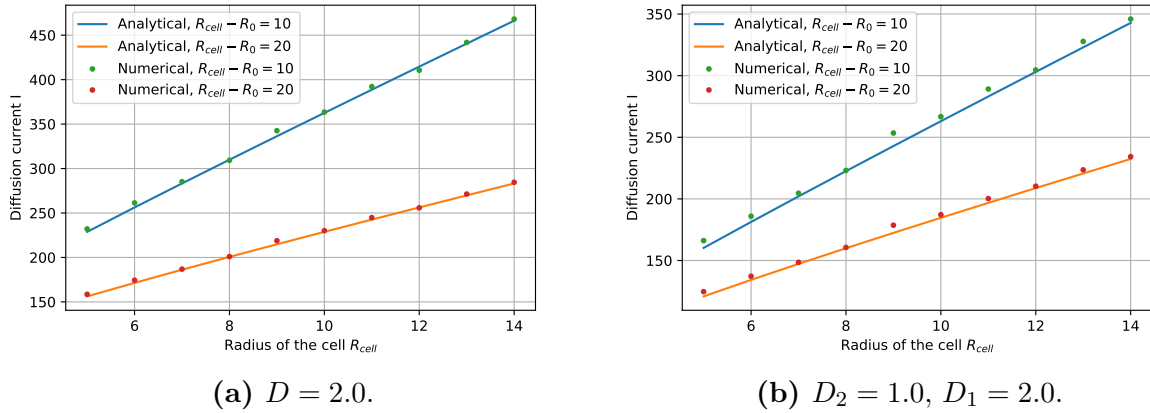 Analytical, R_cell − R_0 = 10
Analytical, R_cell − R_0 = 20
Numerical, R_cell − R_0 = 10
Numerical, R_cell − R_0 = 20
450
400
350
300
250
200
150
Diffusion current I
6
8
10
12
14
Radius of the cell R_cell
(a) D = 2.0.
Analytical, R_cell − R_0 = 10
Analytical, R_cell − R_0 = 20
Numerical, R_cell − R_0 = 10
Numerical, R_cell − R_0 = 20
350
300
250
200
150
Diffusion current I
6
8
10
12
14
Radius of the cell R_cell
(b) D_2 = 1.0, D_1 = 2.0.